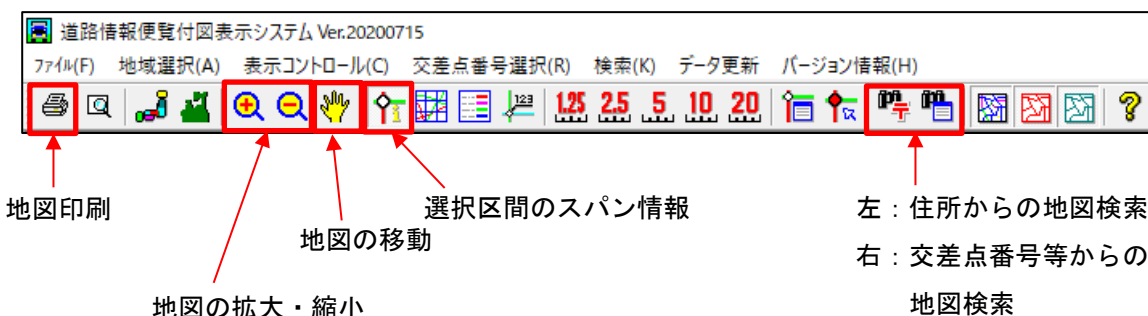 道路情報便覧付図表示システム Ver.20200715
ファイル(F) 地域選択(A) 表示コントロール(C) 交差点番号選択(R) 検索(K) データ更新 バージョン情報(H)
123 1.25 2.5 5 10 20 ?
地図印刷
選択区間のスパン情報
左：住所からの地図検索
地図の移動
右：交差点番号等からの
地図検索
地図の拡大・縮小